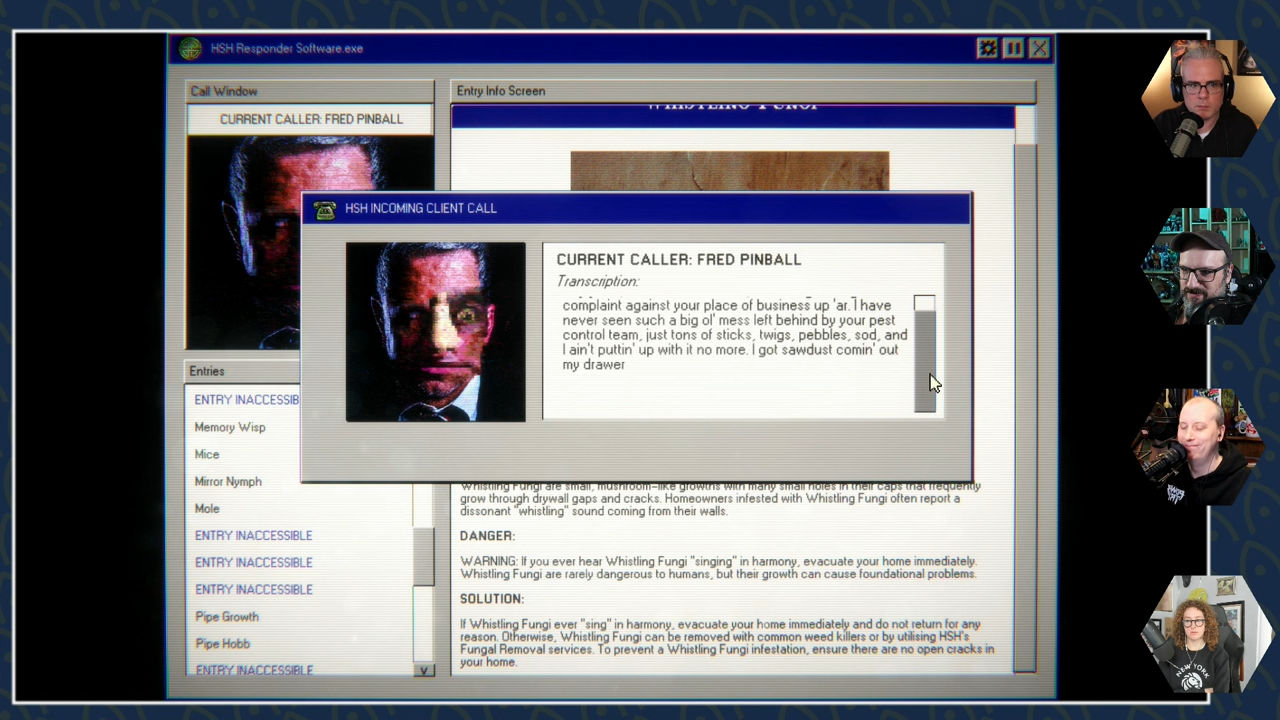 HSH Responder Software.exe
Call Window
Entry Info Screen
CURRENT CALLER: FRED PINBALL
WHISTLING FUNGI
HSH INCOMING CLIENT CALL
CURRENT CALLER: FRED PINBALL
Transcription:
complaint against your place of business up 'ar. I have
never seen such a big ol' mess left behind by your pest
control team, just tons of sticks, twigs, pebbles, sod, and
I ain't puttin' up with it no more. I got sawdust comin' out
my drawer
Entries
ENTRY INACCESSIB
Memory Wisp
Mice
Mirror Nymph
Mole
ENTRY INACCESSIBLE
ENTRY INACCESSIBLE
ENTRY INACCESSIBLE
Pipe Growth
Pipe Hobb
ENTRY INACCESSIBLE
Whistling Fungi are small, mushroom-like growths with many small holes in their caps that frequently
grow through drywall gaps and cracks. Homeowners infested with Whistling Fungi often report a
dissonant "whistling" sound coming from their walls.
DANGER:
WARNING: If you ever hear Whistling Fungi "singing" in harmony, evacuate your home immediately.
Whistling Fungi are rarely dangerous to humans, but their growth can cause foundational problems.
SOLUTION:
If Whistling Fungi ever "sing" in harmony, evacuate your home immediately and do not return for any
reason. Otherwise, Whistling Fungi can be removed with common weed killers or by utilising HSH's
Fungal Removal services. To prevent a Whistling Fungi infestation, ensure there are no open cracks in
your home.
NEW YORK